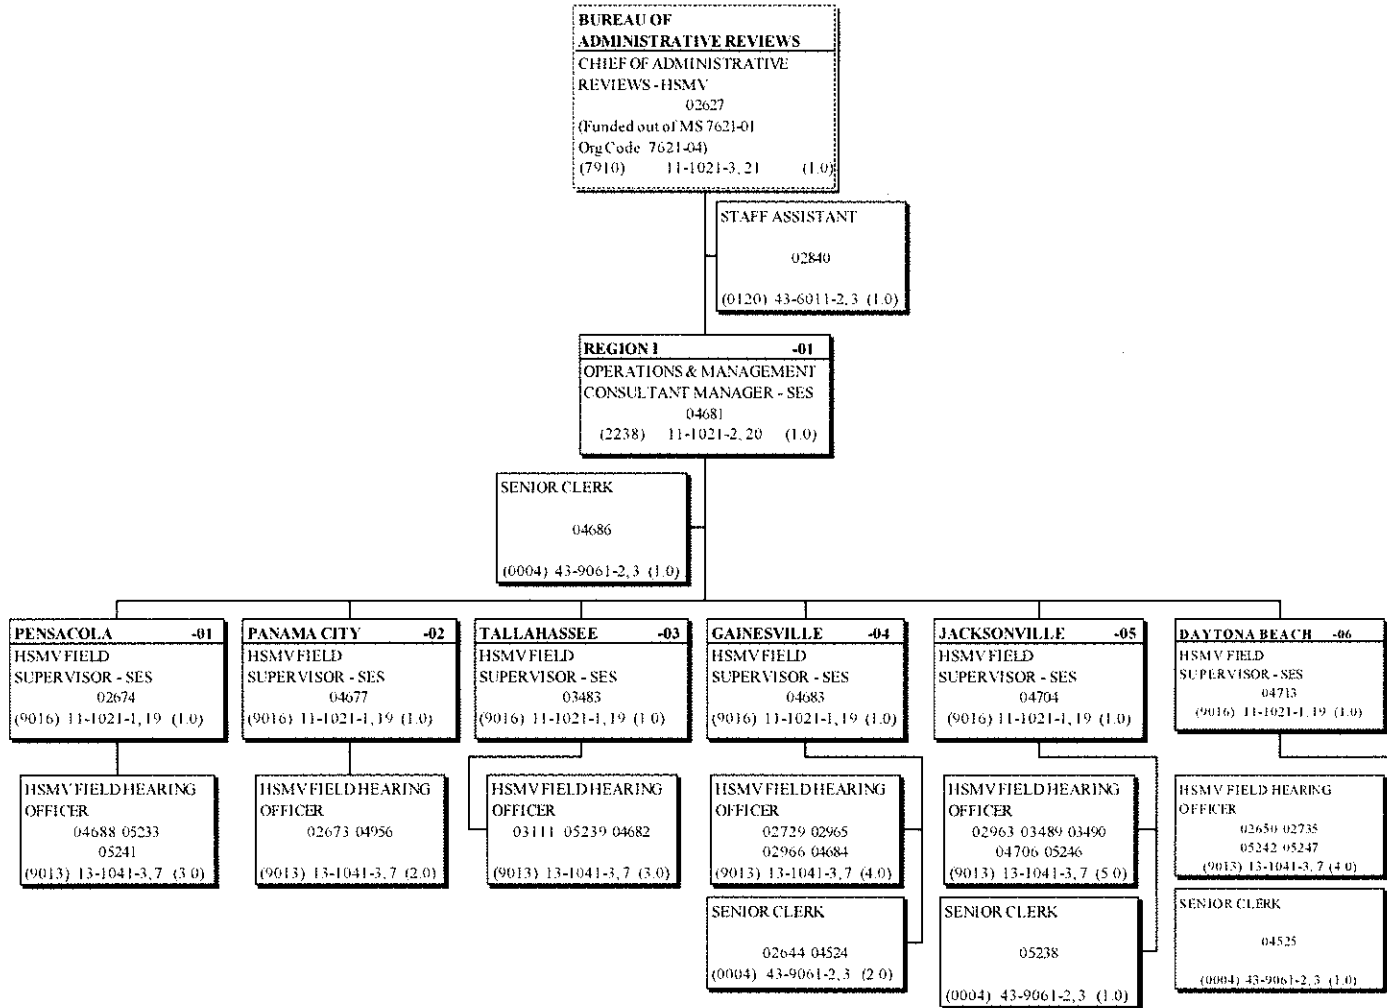 BUREAU OF
ADMINISTRATIVE REVIEWS
CHIEF OF ADMINISTRATIVE
REVIEWS - HSMV
02627
(Funded out of MS 7621-01
Org Code 7621-04)
(7910) 11-1021-3, 21 (1.0)
STAFF ASSISTANT
02840
(0120) 43-6011-2, 3 (1.0)
REGION I -01
OPERATIONS & MANAGEMENT
CONSULTANT MANAGER - SES
04681
(2238) 11-1021-2, 20 (1.0)
SENIOR CLERK
04686
(0004) 43-9061-2, 3 (1.0)
PENSACOLA -01
HSMV FIELD
SUPERVISOR - SES
02674
(9016) 11-1021-1, 19 (1.0)
HSMV FIELD HEARING
OFFICER
04688 05233
05241
(9013) 13-1041-3, 7 (3.0)
PANAMA CITY -02
HSMV FIELD
SUPERVISOR - SES
04677
(9016) 11-1021-1, 19 (1.0)
HSMV FIELD HEARING
OFFICER
02673 04956
(9013) 13-1041-3, 7 (2.0)
TALLAHASSEE -03
HSMV FIELD
SUPERVISOR - SES
03483
(9016) 11-1021-1, 19 (1.0)
HSMV FIELD HEARING
OFFICER
03111 05239 04682
(9013) 13-1041-3, 7 (3.0)
GAINESVILLE -04
HSMV FIELD
SUPERVISOR - SES
04683
(9016) 11-1021-1, 19 (1.0)
HSMV FIELD HEARING
OFFICER
02729 02965
02966 04684
(9013) 13-1041-3, 7 (4.0)
SENIOR CLERK
02644 04524
(0004) 43-9061-2, 3 (2.0)
JACKSONVILLE -05
HSMV FIELD
SUPERVISOR - SES
04704
(9016) 11-1021-1, 19 (1.0)
HSMV FIELD HEARING
OFFICER
02963 03489 03490
04706 05246
(9013) 13-1041-3, 7 (5.0)
SENIOR CLERK
05238
(0004) 43-9061-2, 3 (1.0)
DAYTONA BEACH -06
HSMV FIELD
SUPERVISOR - SES
04713
(9016) 11-1021-1, 19 (1.0)
HSMV FIELD HEARING
OFFICER
02650 02735
05242 05247
(9013) 13-1041-3, 7 (4.0)
SENIOR CLERK
04525
(0004) 43-9061-2, 3 (1.0)